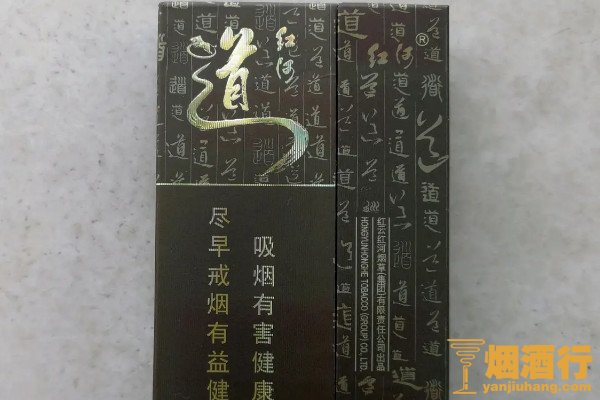 道
红河
吸烟有害健康
尽早戒烟有益健
红河®
道
红云红河烟草(集团)有限责任公司出品
HONGYUNHONGHE TOBACCO (GROUP) CO., LTD.
烟酒行
yanjiuhang.com